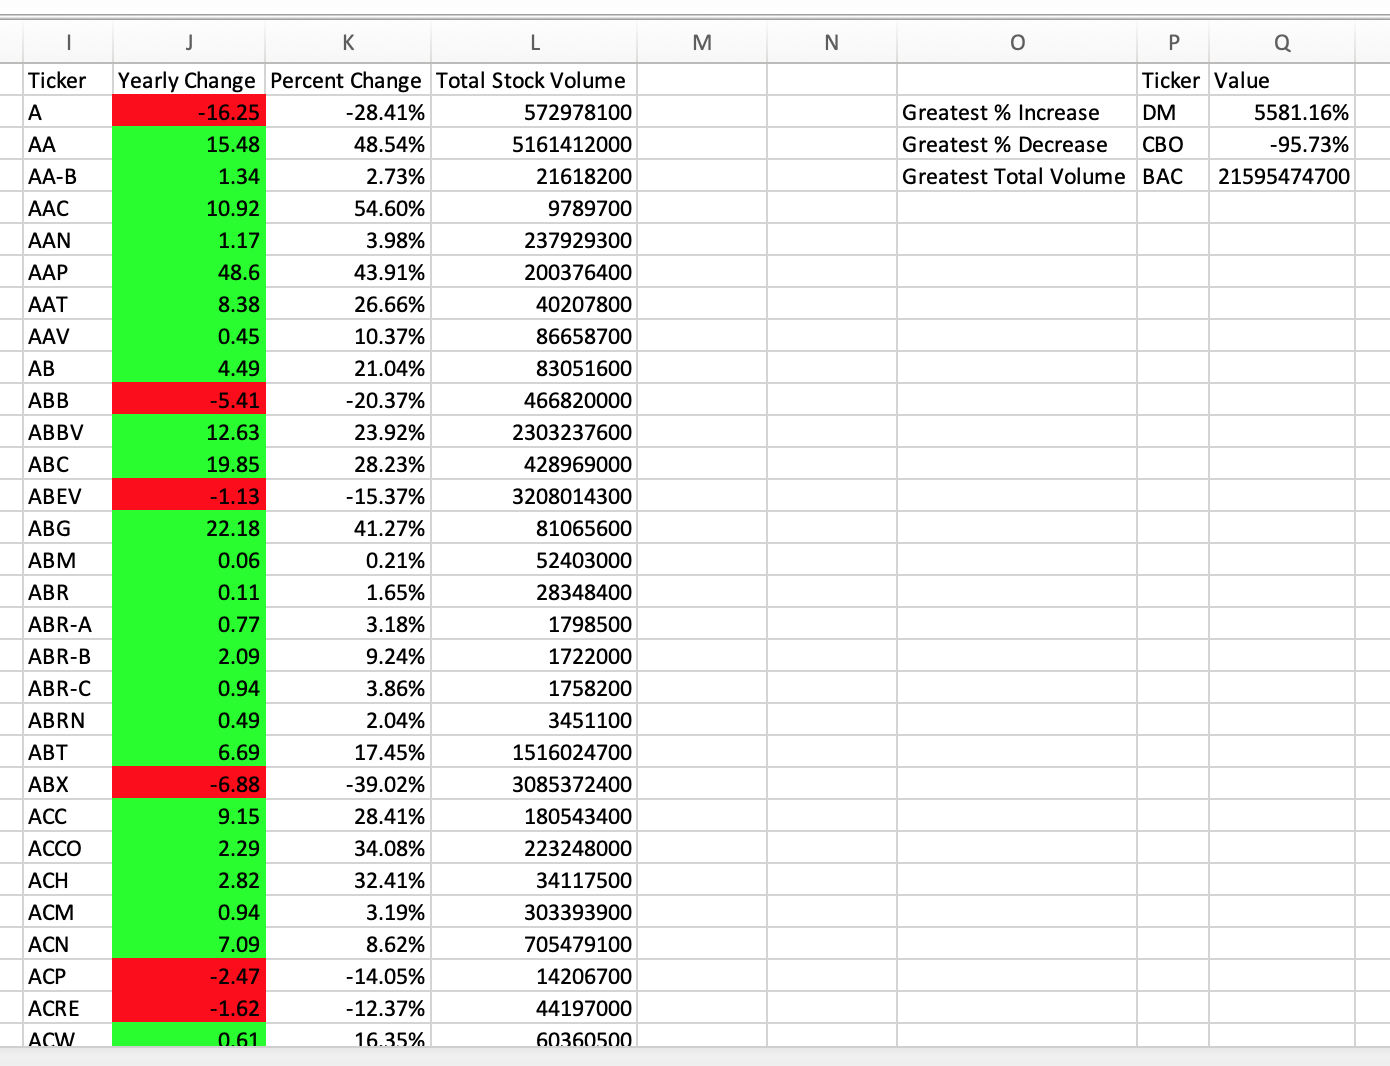 I J K L M N O P Q
Ticker Yearly Change Percent Change Total Stock Volume Ticker Value
A -16.25 -28.41% 572978100 Greatest % Increase DM 5581.16%
AA 15.48 48.54% 5161412000 Greatest % Decrease CBO -95.73%
AA-B 1.34 2.73% 21618200 Greatest Total Volume BAC 21595474700
AAC 10.92 54.60% 9789700
AAN 1.17 3.98% 237929300
AAP 48.6 43.91% 200376400
AAT 8.38 26.66% 40207800
AAV 0.45 10.37% 86658700
AB 4.49 21.04% 83051600
ABB -5.41 -20.37% 466820000
ABBV 12.63 23.92% 2303237600
ABC 19.85 28.23% 428969000
ABEV -1.13 -15.37% 3208014300
ABG 22.18 41.27% 81065600
ABM 0.06 0.21% 52403000
ABR 0.11 1.65% 28348400
ABR-A 0.77 3.18% 1798500
ABR-B 2.09 9.24% 1722000
ABR-C 0.94 3.86% 1758200
ABRN 0.49 2.04% 3451100
ABT 6.69 17.45% 1516024700
ABX -6.88 -39.02% 3085372400
ACC 9.15 28.41% 180543400
ACCO 2.29 34.08% 223248000
ACH 2.82 32.41% 34117500
ACM 0.94 3.19% 303393900
ACN 7.09 8.62% 705479100
ACP -2.47 -14.05% 14206700
ACRE -1.62 -12.37% 44197000
ACW 0.61 16.35% 60360500